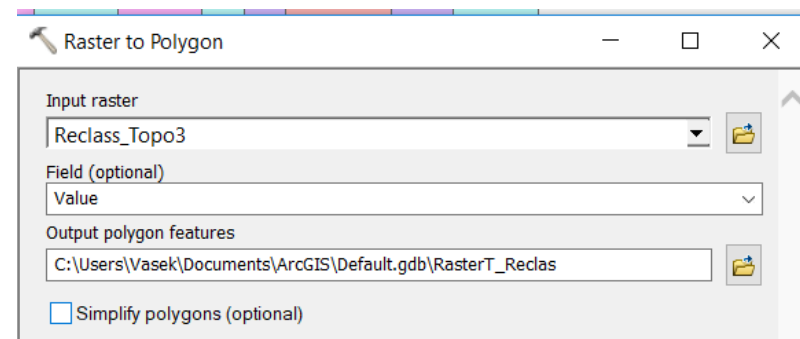 Raster to Polygon
Input raster
Reclass_Topo3
Field (optional)
Value
Output polygon features
C:\Users\Vasek\Documents\ArcGIS\Default.gdb\RasterT_Reclas
Simplify polygons (optional)